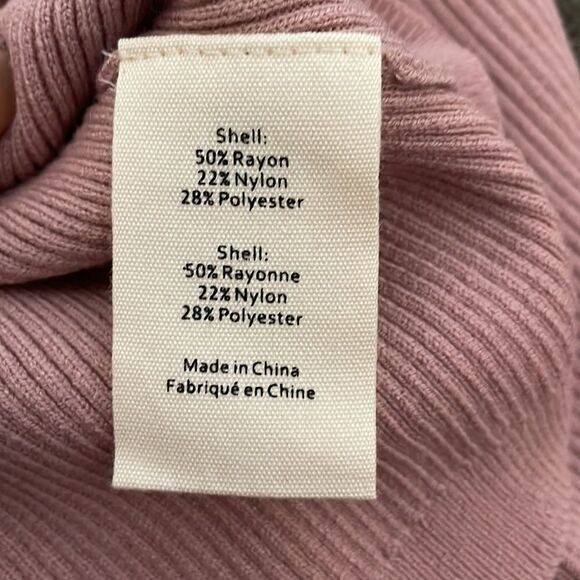 Shell:
50% Rayon
22% Nylon
28% Polyester
Shell:
50% Rayonne
22% Nylon
28% Polyester
Made in China
Fabriqué en Chine